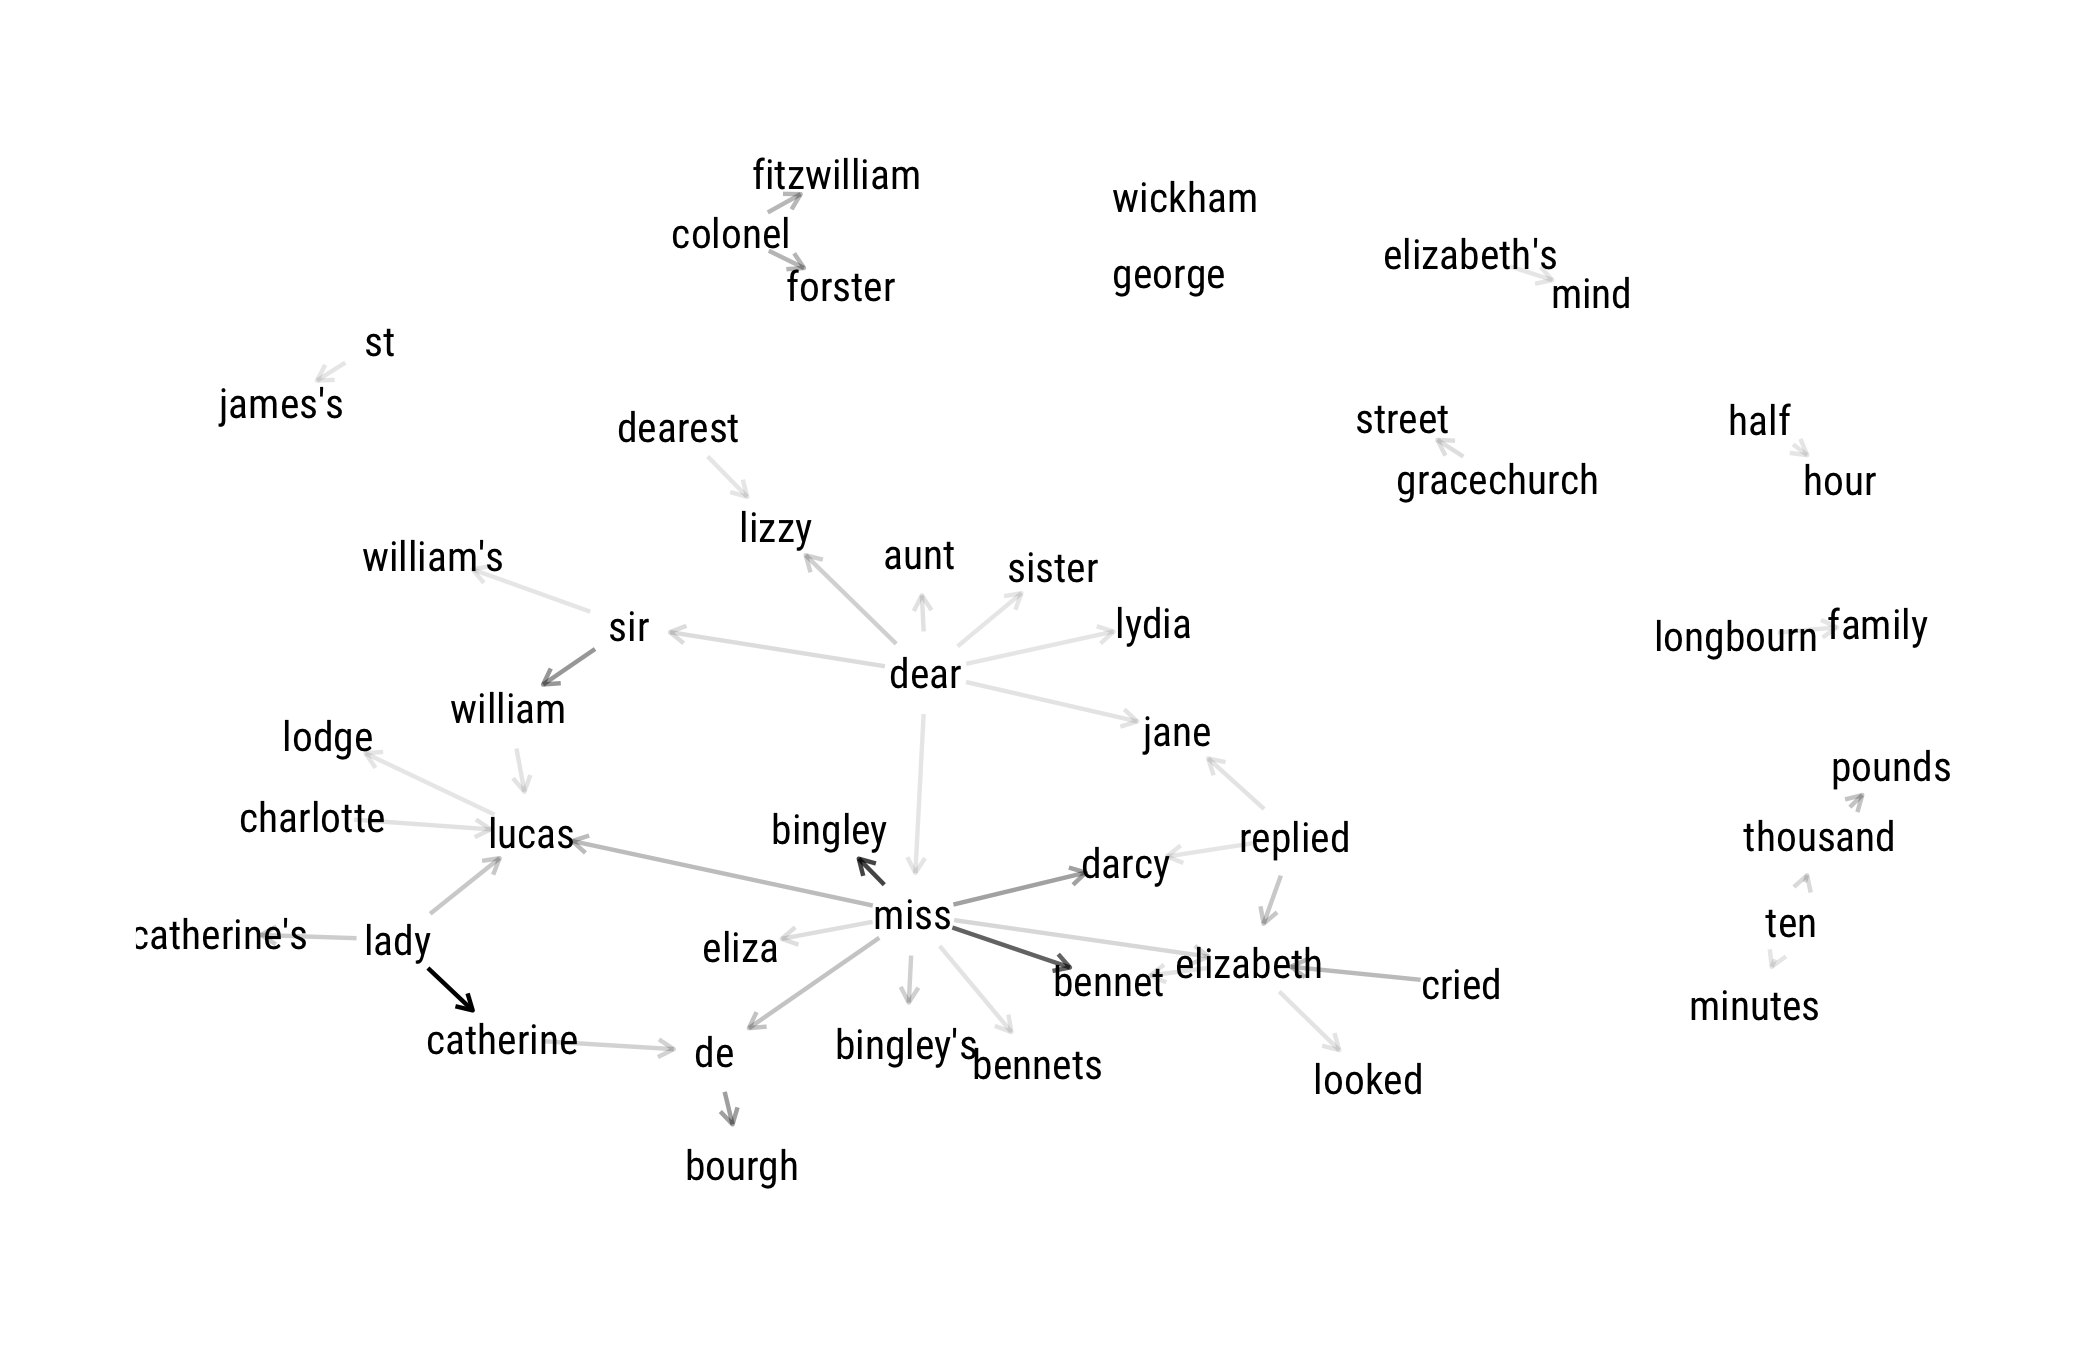 fitzwilliam
wickham
colonel
elizabeth's
george
forster
mind
st
james's
street
half
dearest
gracechurch
hour
lizzy
aunt
william's
sister
lydia
sir
family
longbourn
dear
william
jane
lodge
pounds
charlotte
bingley
lucas
replied
thousand
darcy
miss
ten
catherine's
lady
eliza
elizabeth
bennet
cried
minutes
catherine
de
bingley's
bennets
looked
bourgh